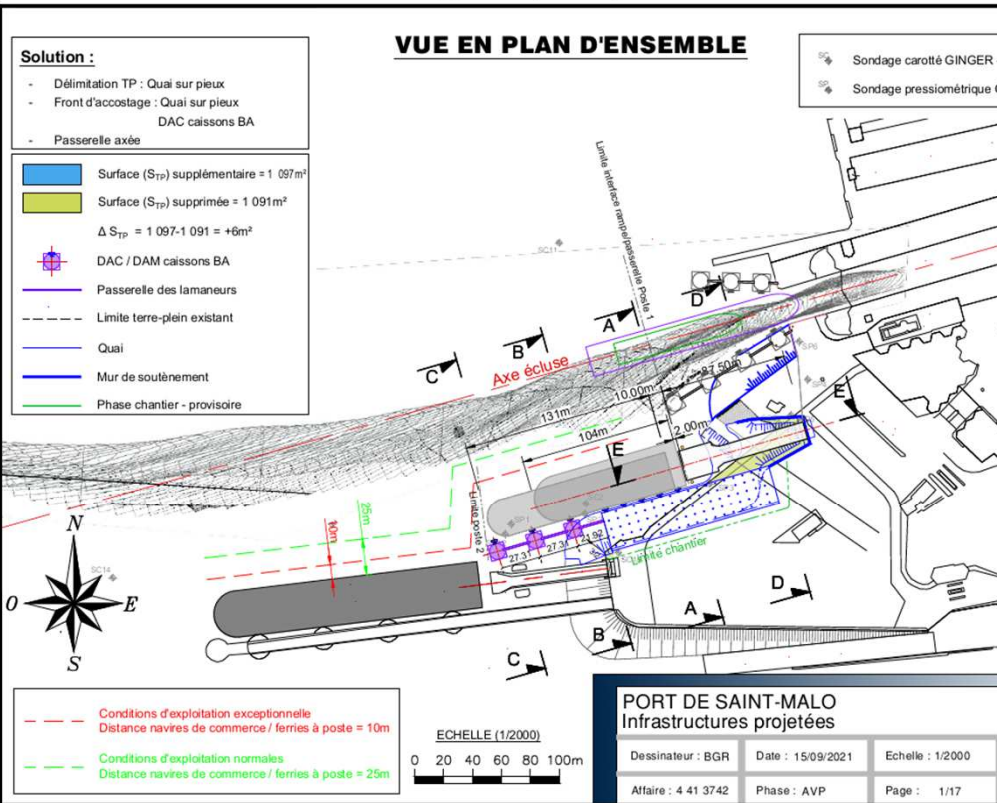 VUE EN PLAN D'ENSEMBLE
Solution :
- Délimitation TP : Quai sur pieux
- Front d'accostage : Quai sur pieux
DAC caissons BA
- Passerelle axée
Surface (STP) supplémentaire = 1 097m²
Surface (STP) supprimée = 1 091m²
Δ STP = 1 097-1 091 = +6m²
DAC / DAM caissons BA
Passerelle des lamaneurs
Limite terre-plein existant
Quai
Mur de soutènement
Phase chantier - provisoire
SC
Sondage carotté GINGER
SP
Sondage pressiométrique
Limite interface rampe/passerelle Poste 1
SC11
D
A
B
C
Axe écluse
87.50m
SP6
10.00m
131m
104m
2.00m
E
E
Limite poste 2
25m
10m
SP1
27.31
27.31
21.92
Limite chantier
SC14
N
O
E
S
D
A
B
C
Conditions d'exploitation exceptionnelle
Distance navires de commerce / ferries à poste = 10m
Conditions d'exploitation normales
Distance navires de commerce / ferries à poste = 25m
ECHELLE (1/2000)
0 20 40 60 80 100m
PORT DE SAINT-MALO
Infrastructures projetées
Dessinateur : BGR
Date : 15/09/2021
Echelle : 1/2000
Affaire : 4 41 3742
Phase : AVP
Page : 1/17